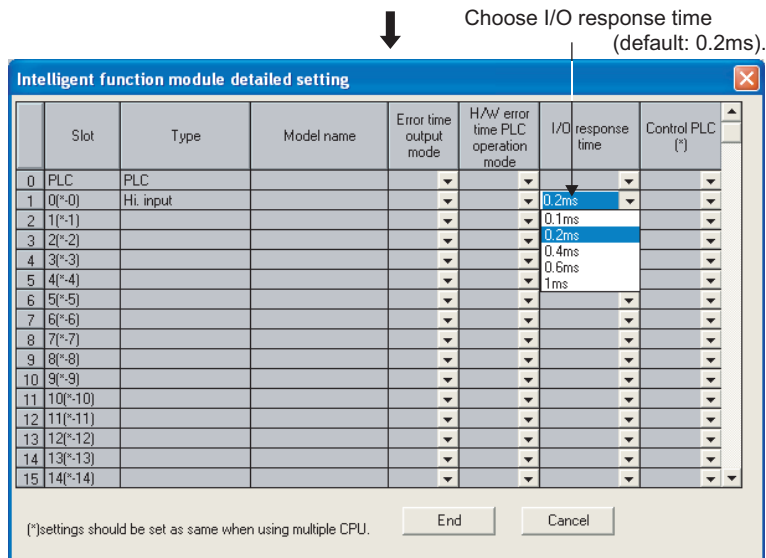 Choose I/O response time
(default: 0.2ms).
Intelligent function module detailed setting
Slot Type Model name Error time output mode H/W error time PLC operation mode I/O response time Control PLC (*)
0 PLC PLC
1 0(*-0) Hi. input 0.2ms
2 1(*-1) 0.1ms
3 2(*-2) 0.2ms
4 3(*-3) 0.4ms
0.6ms
5 4(*-4) 1ms
6 5(*-5)
7 6(*-6)
8 7(*-7)
9 8(*-8)
10 9(*-9)
11 10(*-10)
12 11(*-11)
13 12(*-12)
14 13(*-13)
15 14(*-14)
(*)settings should be set as same when using multiple CPU. End Cancel